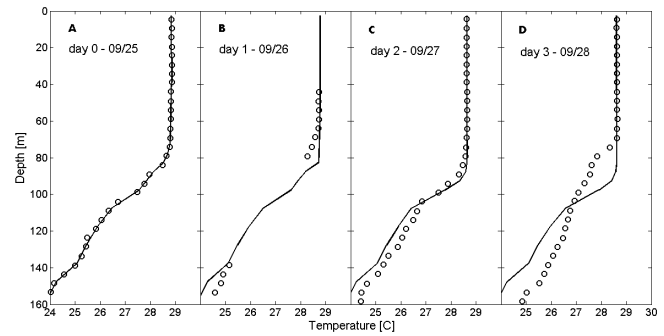 A
B
C
D
day 0 - 09/25
day 1 - 09/26
day 2 - 09/27
day 3 - 09/28
Depth [m]
0
20
40
60
80
100
120
140
160
24 25 26 27 28 29
25 26 27 28 29
25 26 27 28 29
25 26 27 28 29 30
Temperature [C]